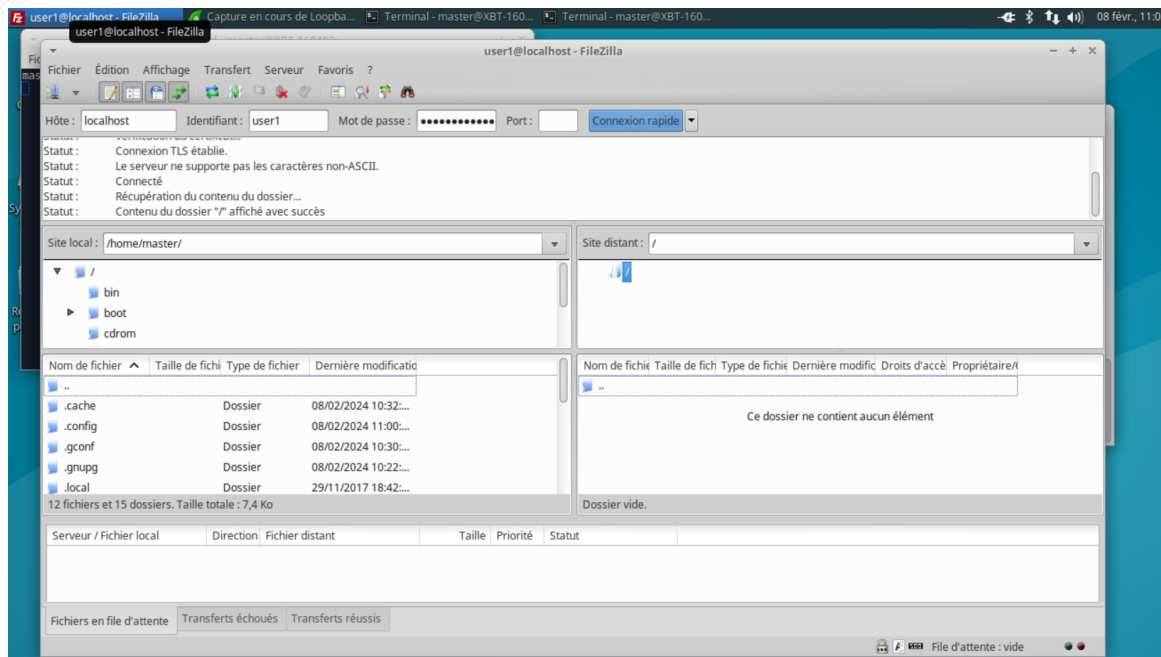 user1@localhost - FileZilla Capture en cours de Loopba... Terminal - master@XBT-160... Terminal - master@XBT-160... 08 févr., 11:0
user1@localhost - FileZilla
user1@localhost - FileZilla
Fichier Édition Affichage Transfert Serveur Favoris ?
Hôte : localhost Identifiant : user1 Mot de passe : •••••••••••• Port : Connexion rapide
Statut : Connexion TLS établie.
Statut : Le serveur ne supporte pas les caractères non-ASCII.
Statut : Connecté
Statut : Récupération du contenu du dossier...
Statut : Contenu du dossier "/" affiché avec succès
Site local : /home/master/ Site distant : /
/ /
bin
boot
cdrom
Nom de fichier Taille de fichi Type de fichier Dernière modificatio Nom de fichie Taille de fich Type de fichie Dernière modific Droits d'accè Propriétaire/
.. ..
.cache Dossier 08/02/2024 10:32:...
Ce dossier ne contient aucun élément
.config Dossier 08/02/2024 11:00:...
.gconf Dossier 08/02/2024 10:30:...
.gnupg Dossier 08/02/2024 10:22:...
.local Dossier 29/11/2017 18:42:...
12 fichiers et 15 dossiers. Taille totale : 7,4 Ko Dossier vide.
Serveur / Fichier local Direction Fichier distant Taille Priorité Statut
Fichiers en file d'attente Transferts échoués Transferts réussis
File d'attente : vide